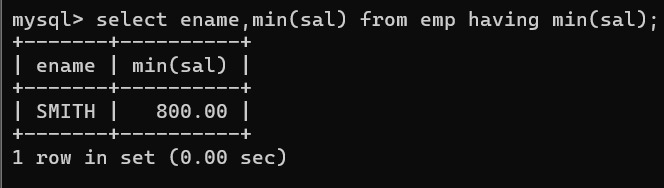 mysql> select ename,min(sal) from emp having min(sal);
+-------+----------+
| ename | min(sal) |
+-------+----------+
| SMITH |   800.00 |
+-------+----------+
1 row in set (0.00 sec)